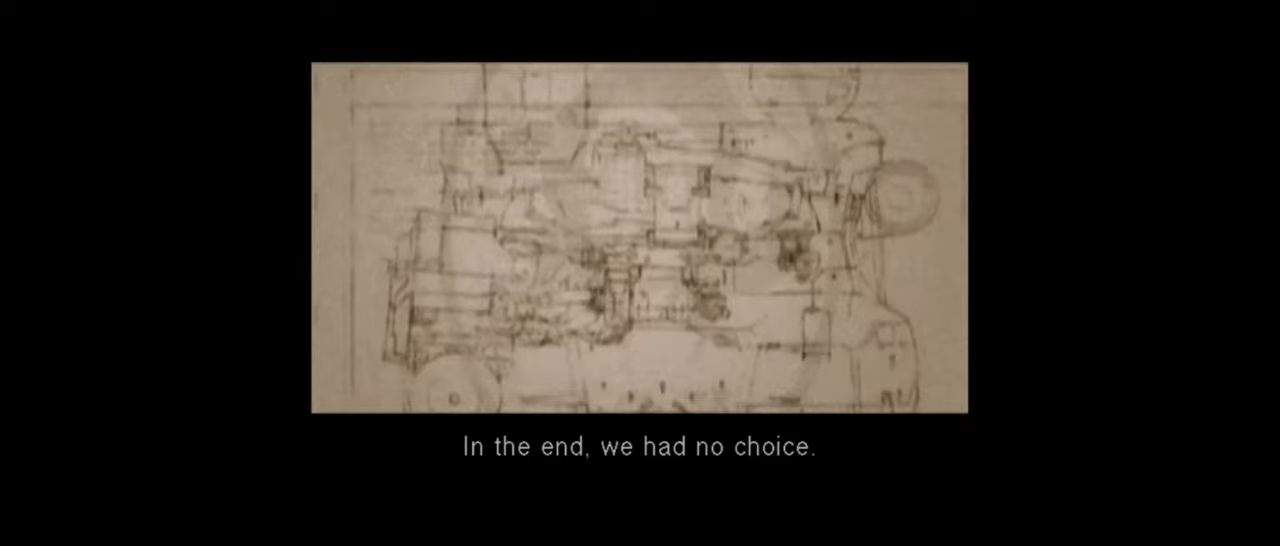 In the end, we had no choice.